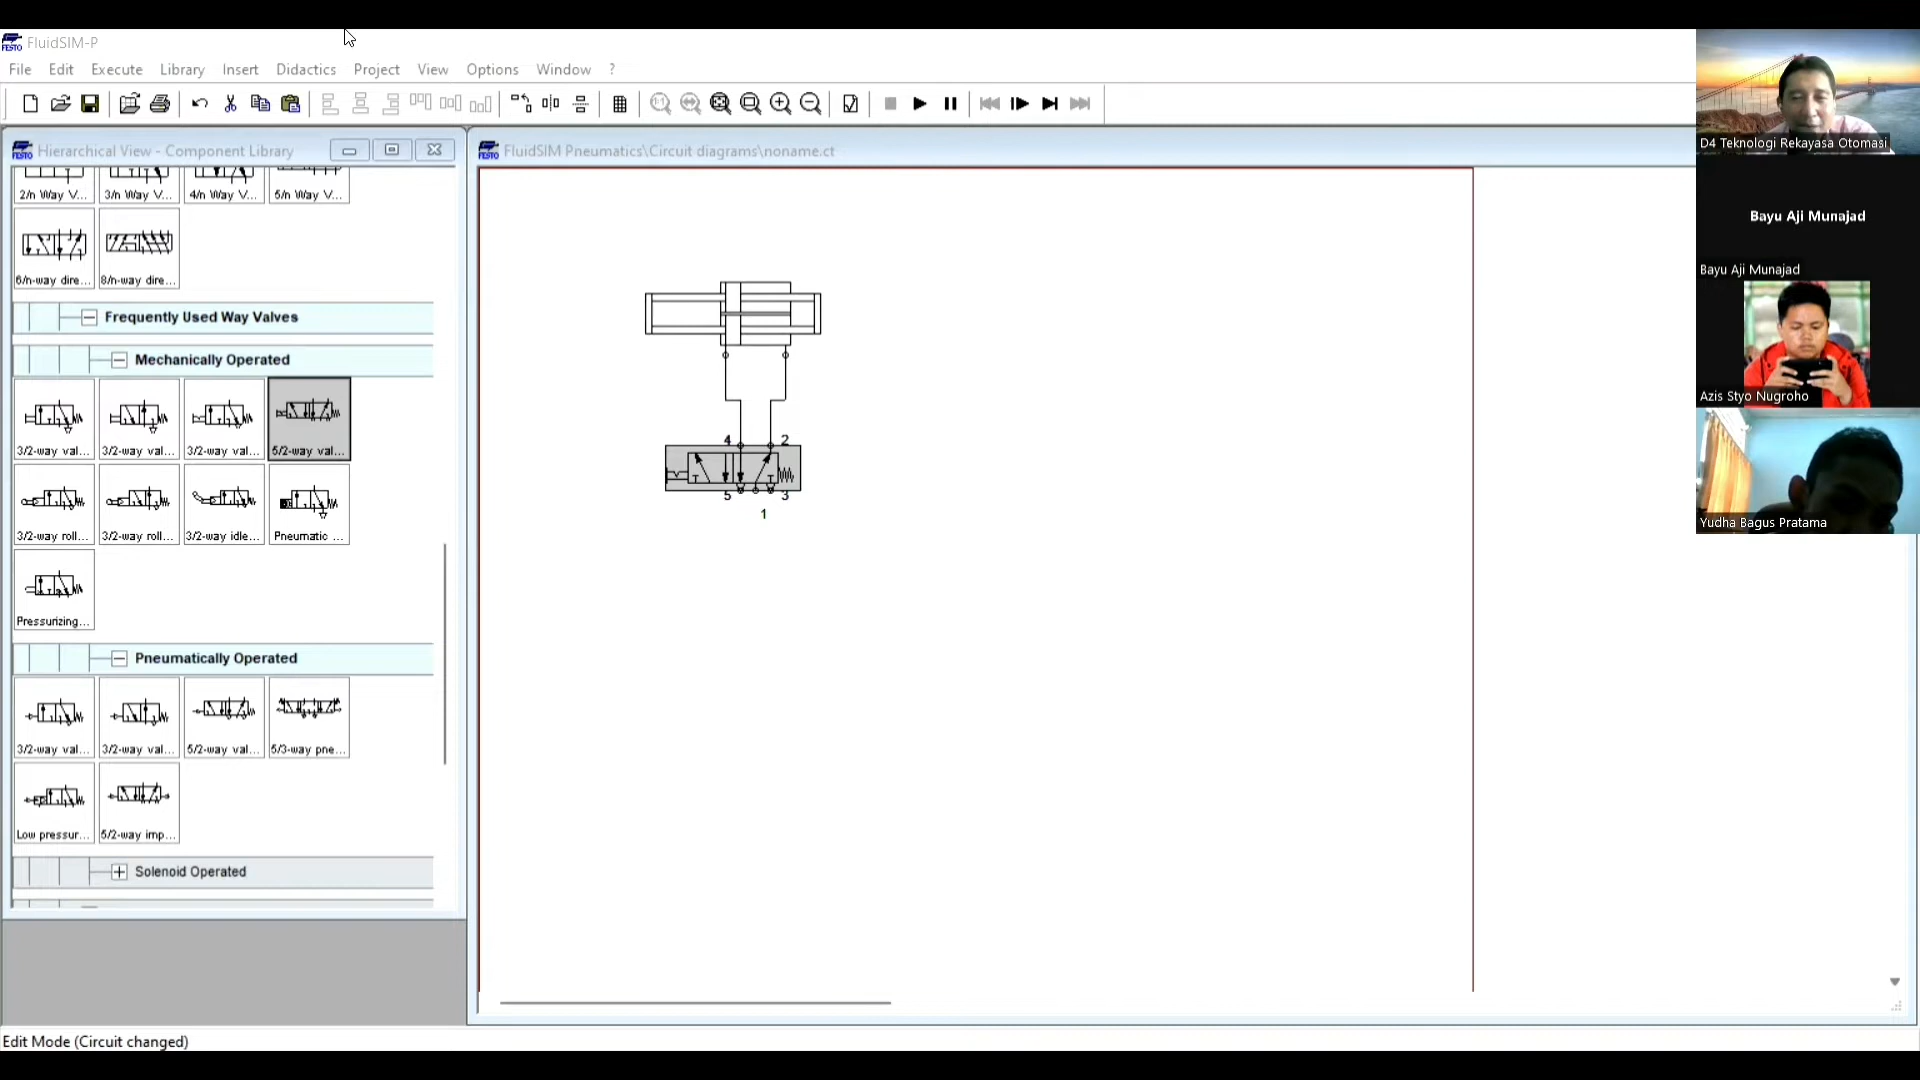 FESTO FluidSIM-P
File Edit Execute Library Insert Didactics Project View Options Window ?
FESTO Hierarchical View - Component Library
2/n Way V... 3/n Way V... 4/n Way V... 5/n Way V...
6/n-way dire... 8/n-way dire...
Frequently Used Way Valves
Mechanically Operated
3/2-way val... 3/2-way val... 3/2-way val... 5/2-way val...
3/2-way roll... 3/2-way roll... 3/2-way idle... Pneumatic ...
Pressurizing...
Pneumatically Operated
3/2-way val... 3/2-way val... 5/2-way val... 5/3-way pne...
Low pressur... 5/2-way imp...
Solenoid Operated
FESTO FluidSIM Pneumatics\Circuit diagrams\noname.ct
4 2
5 3
1
D4 Teknologi Rekayasa Otomasi
Bayu Aji Munajad
Bayu Aji Munajad
Azis Styo Nugroho
Yudha Bagus Pratama
Edit Mode (Circuit changed)